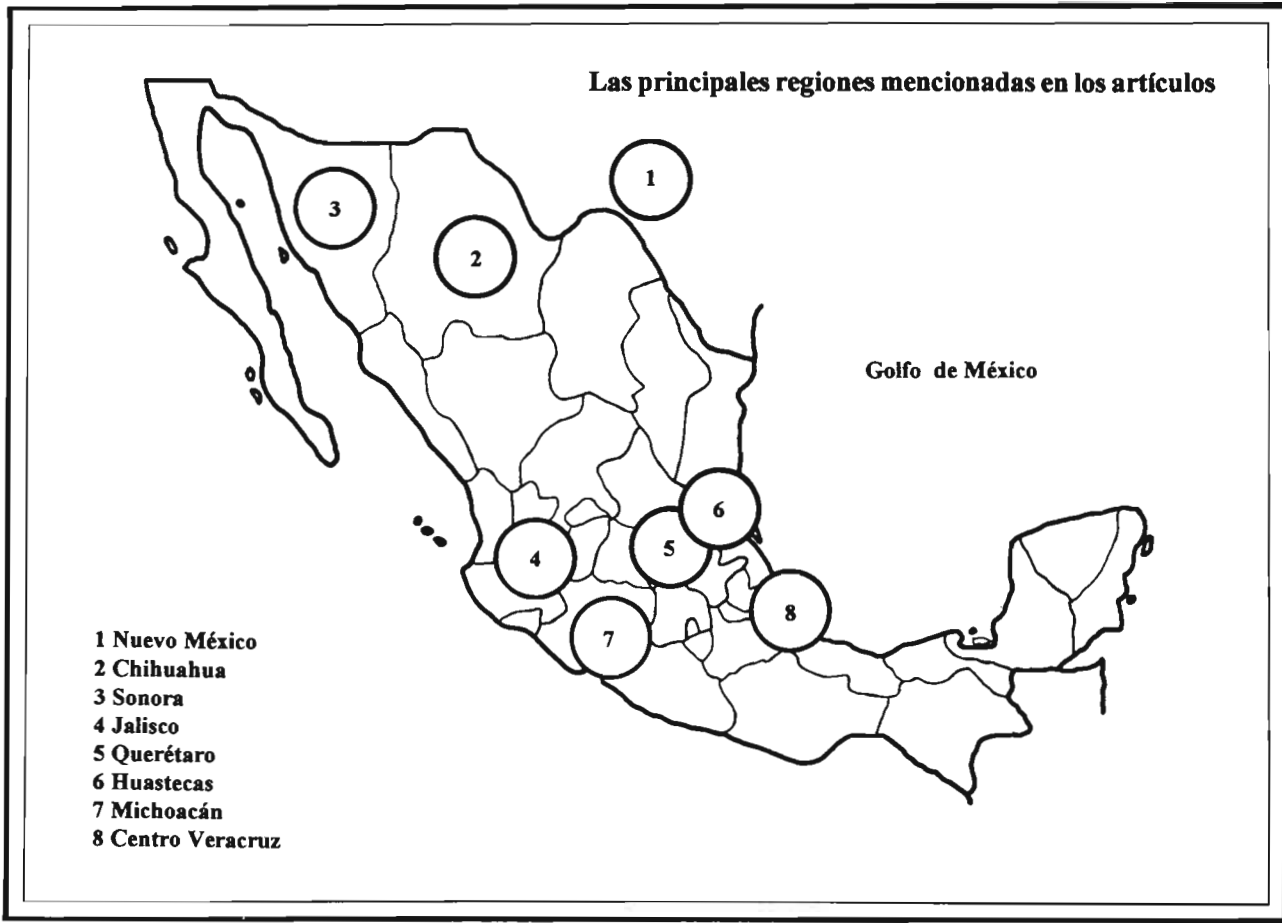 Las principales regiones mencionadas en los artículos
1
3
2
Golfo de México
6
5
4
8
7
1 Nuevo México
2 Chihuahua
3 Sonora
4 Jalisco
5 Querétaro
6 Huastecas
7 Michoacán
8 Centro Veracruz